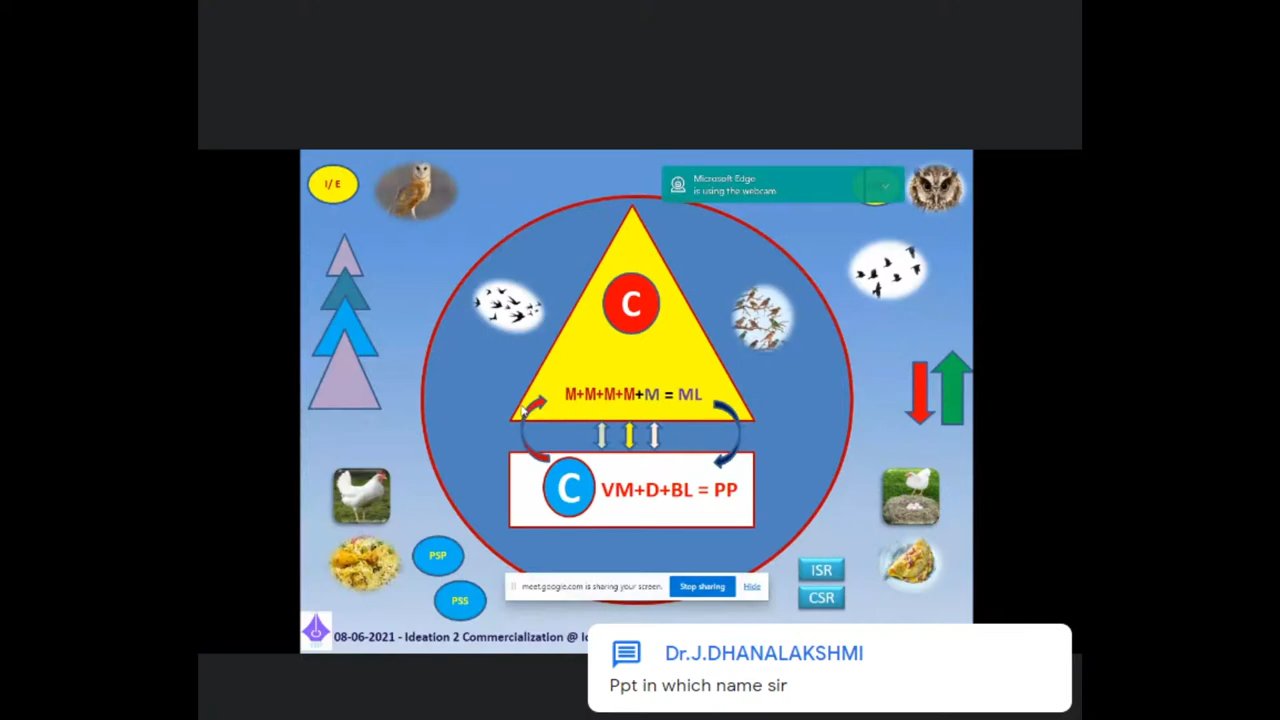 I/ E
Microsoft Edge
is using the webcam.
C
M+M+M+M+M = ML
C VM+D+BL = PP
PSP
PSS
ISR
CSR
meet.google.com is sharing your screen. Stop sharing Hide
08-06-2021 - Ideation 2 Commercialization @
Dr.J.DHANALAKSHMI
Ppt in which name sir